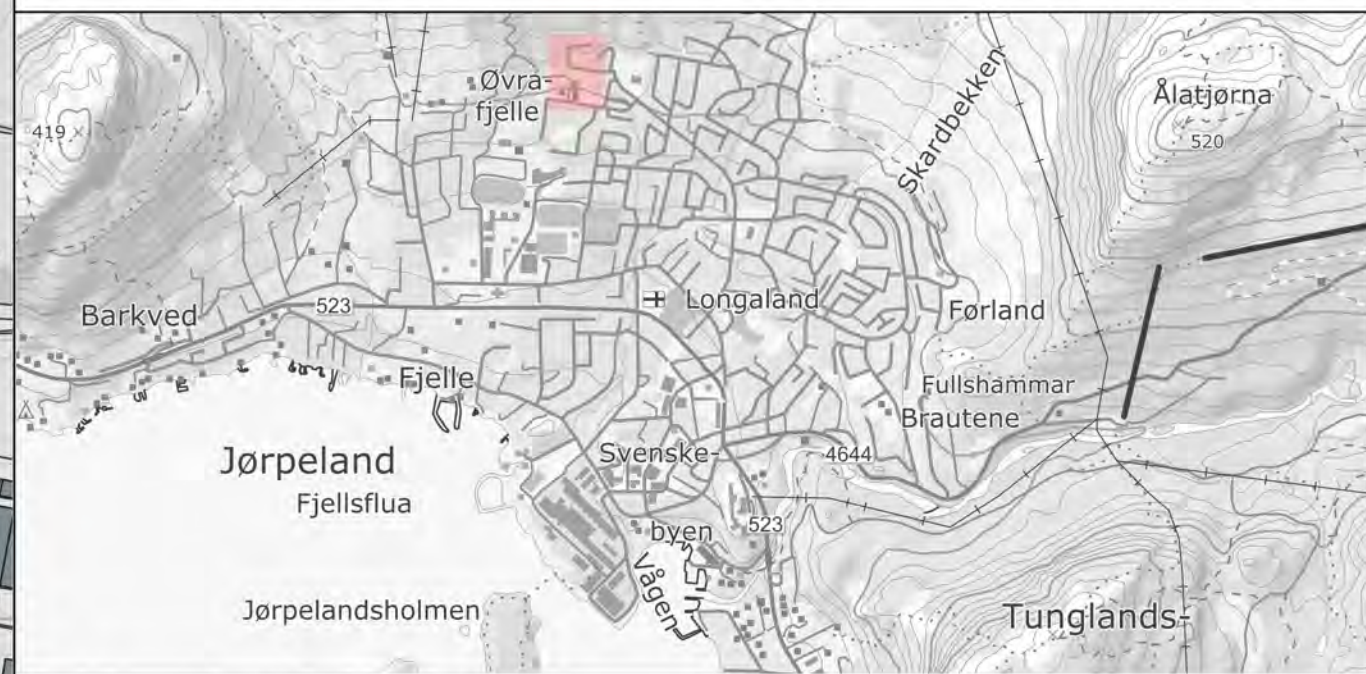 Øvra-
fjelle
Skardbekken
Ålatjørna
520
419
Barkved
523
Longaland
Førland
Fjelle
Fullshammar
Brautene
Jørpeland
Fjellsflua
Svenske-
byen
4644
523
Vågen
Jørpelandsholmen
Tunglands-